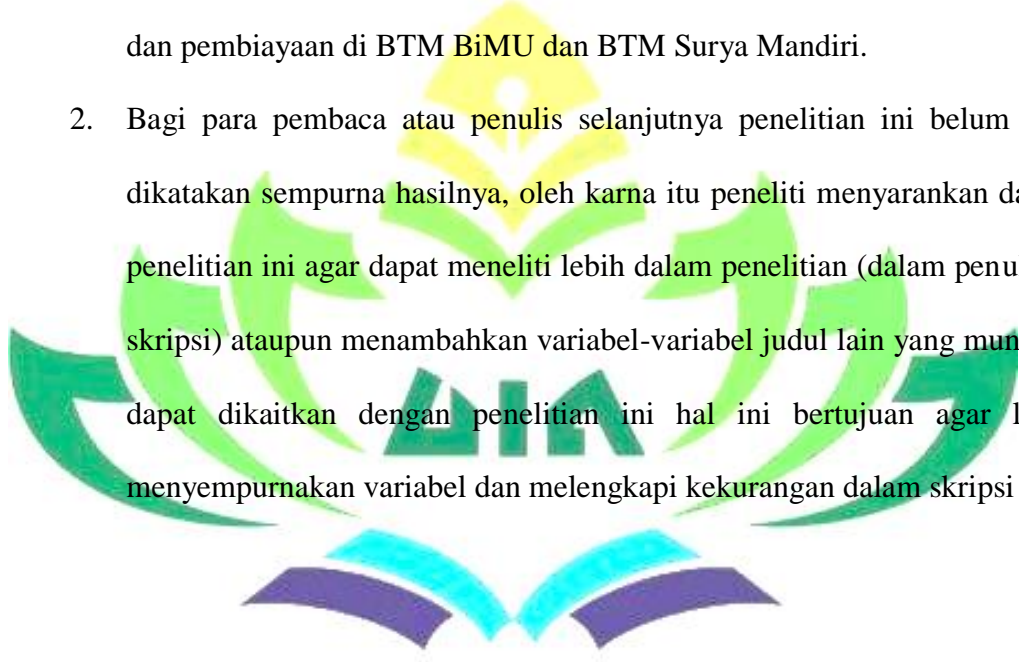 dan pembiayaan di BTM BiMU dan BTM Surya Mandiri.
2. Bagi para pembaca atau penulis selanjutnya penelitian ini belum
dikatakan sempurna hasilnya, oleh karna itu peneliti menyarankan
penelitian ini agar dapat meneliti lebih dalam penelitian (dalam
skripsi) ataupun menambahkan variabel-variabel judul lain yang
dapat dikaitkan dengan penelitian ini hal ini bertujuan agar
menyempurnakan variabel dan melengkapi kekurangan dalam skripsi
UIN